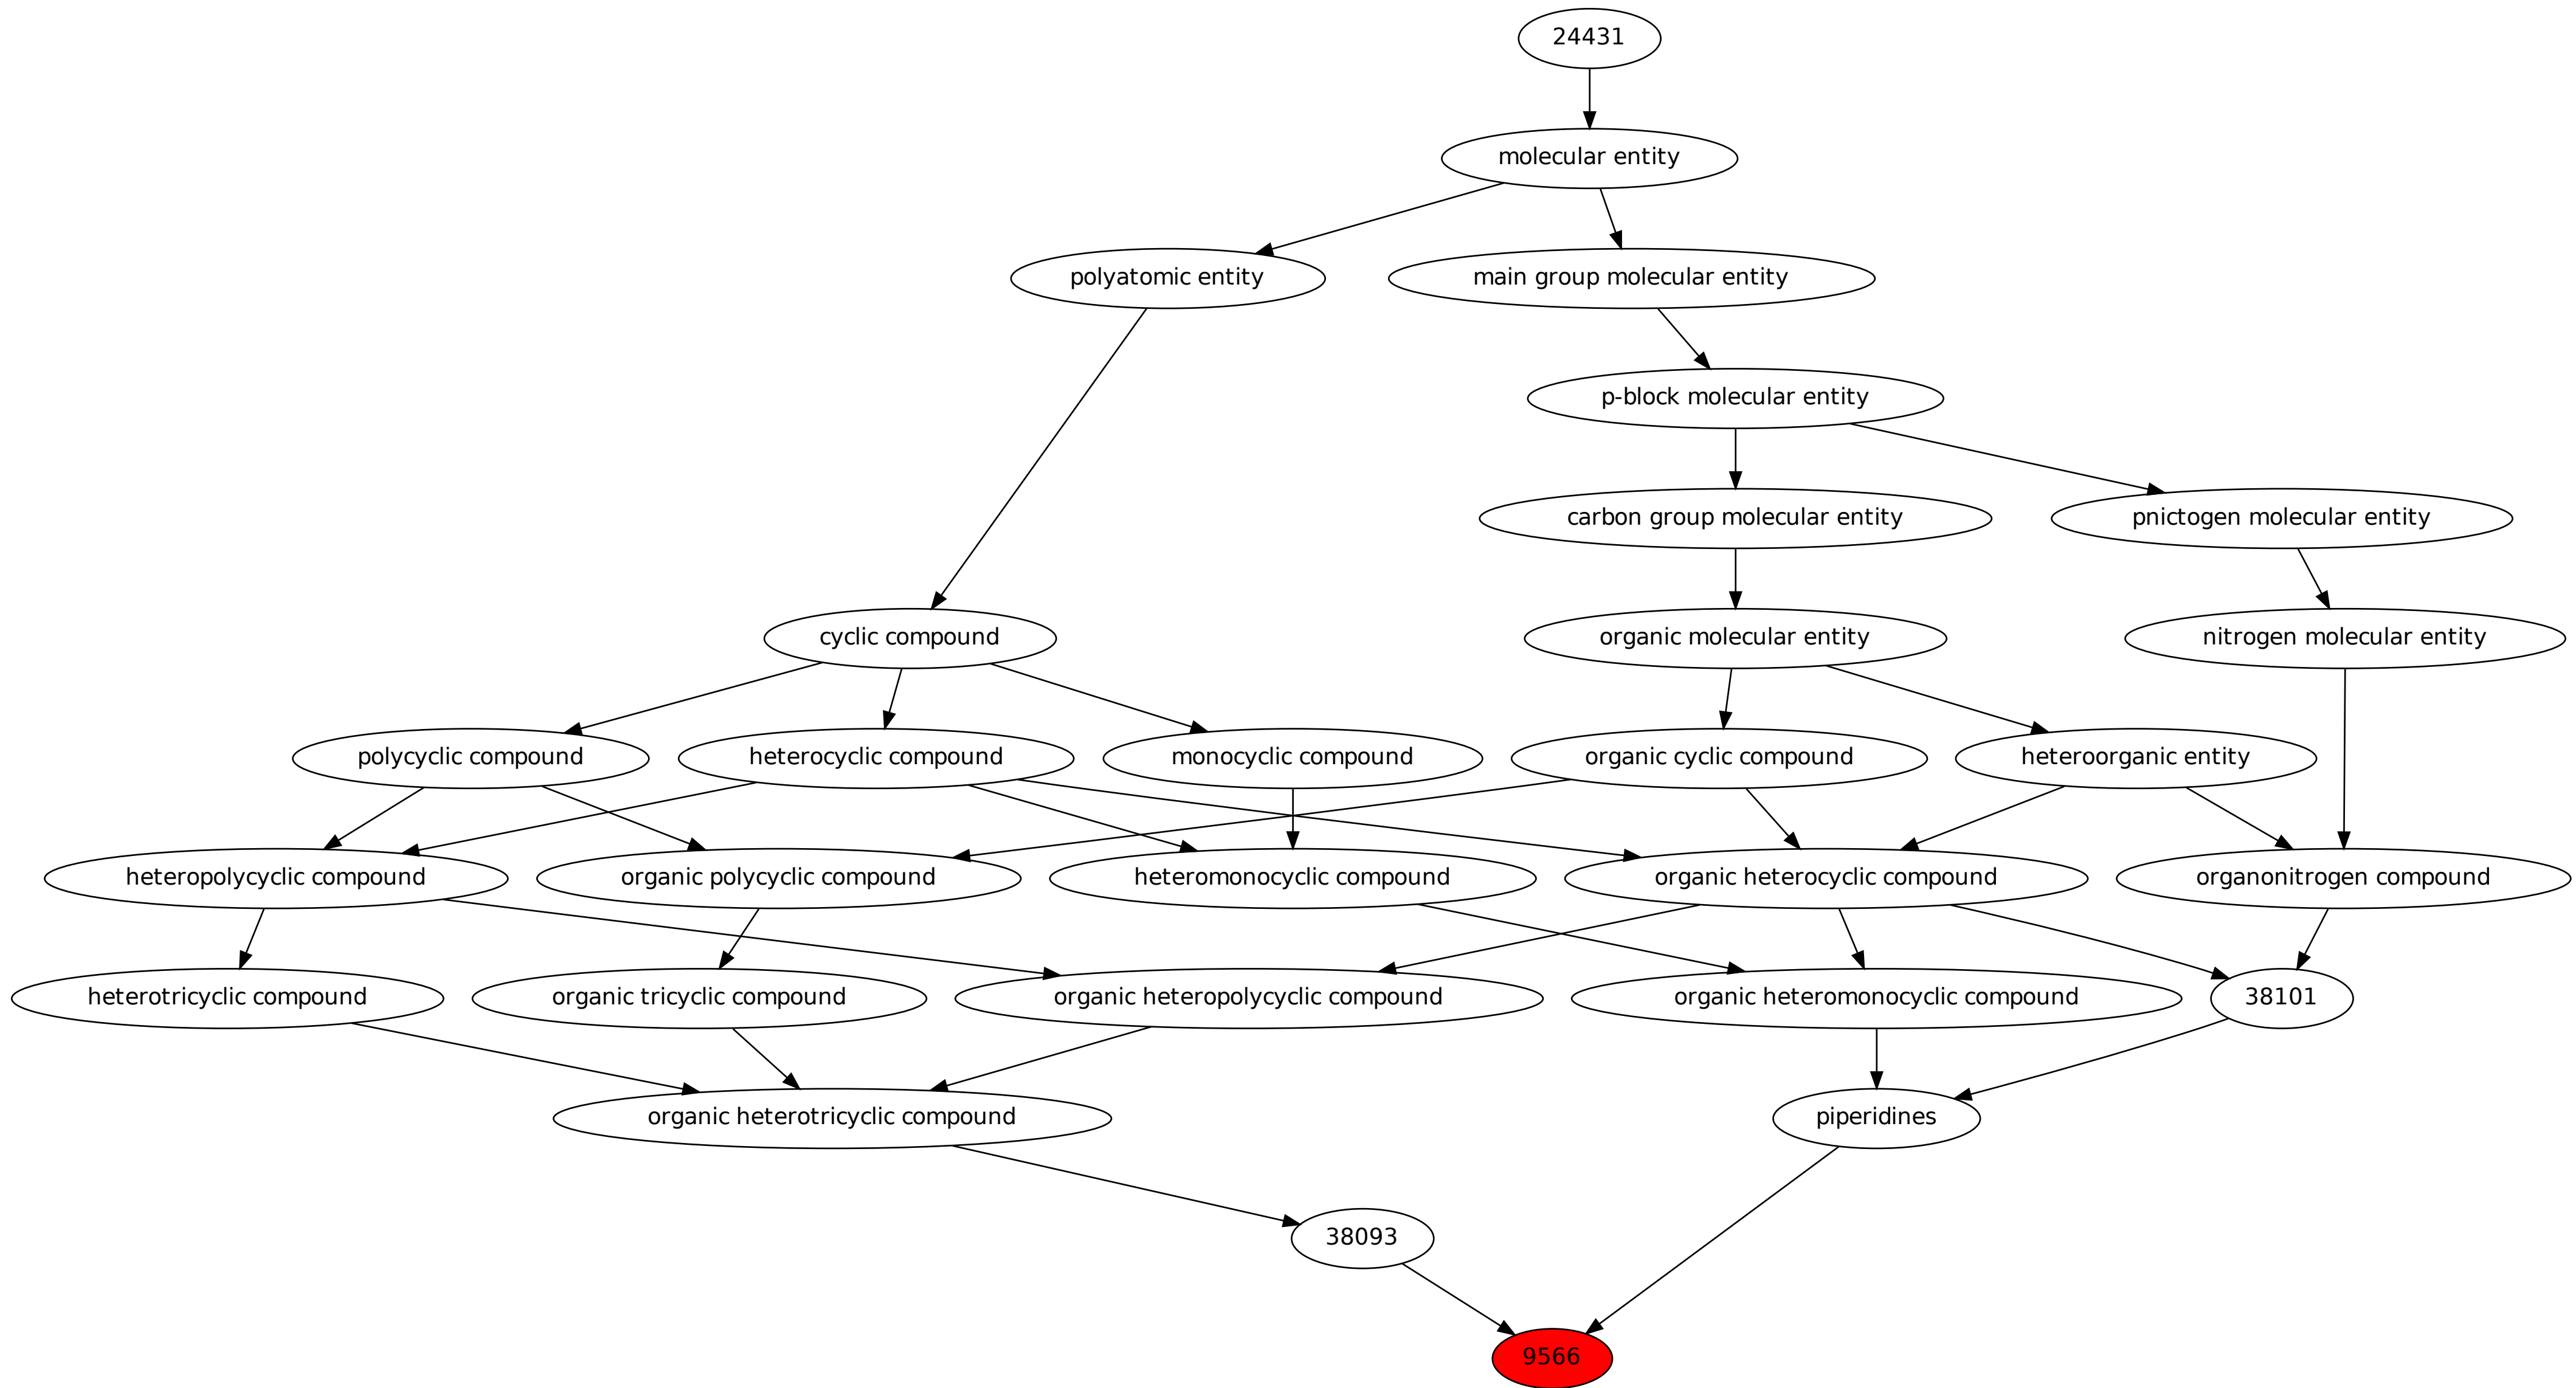 24431
molecular entity
polyatomic entity
main group molecular entity
p-block molecular entity
carbon group molecular entity
pnictogen molecular entity
cyclic compound
organic molecular entity
nitrogen molecular entity
polycyclic compound
heterocyclic compound
monocyclic compound
organic cyclic compound
heteroorganic entity
heteropolycyclic compound
organic polycyclic compound
heteromonocyclic compound
organic heterocyclic compound
organonitrogen compound
heterotricyclic compound
organic tricyclic compound
organic heteropolycyclic compound
organic heteromonocyclic compound
38101
organic heterotricyclic compound
piperidines
38093
9566